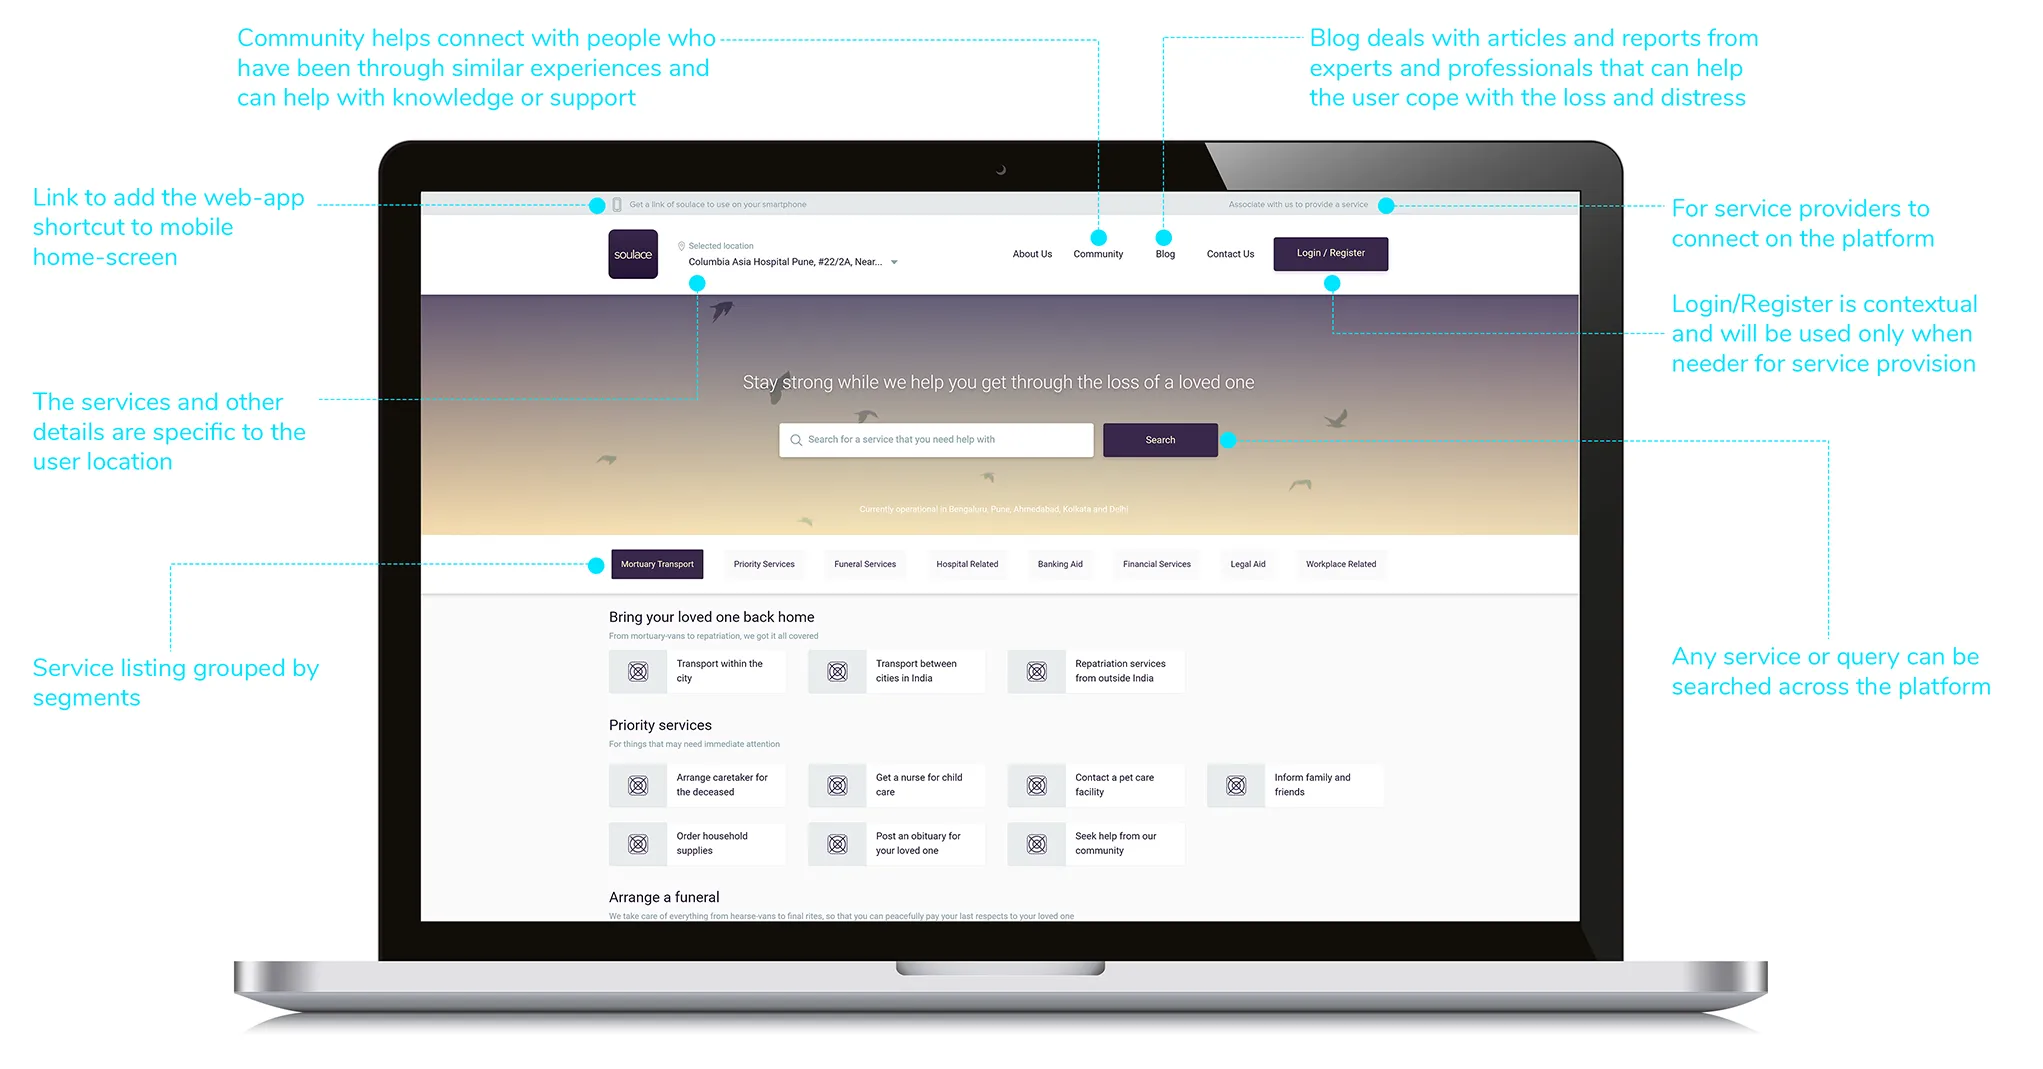 Community helps connect with people who
have been through similar experiences and
can help with knowledge or support
Blog deals with articles and reports from
experts and professionals that can help
the user cope with the loss and distress
Link to add the web-app
shortcut to mobile
home-screen
For service providers to
connect on the platform
Login/Register is contextual
and will be used only when
needer for service provision
The services and other
details are specific to the
user location
Service listing grouped by
segments
Any service or query can be
searched across the platform
Get a link of soulace to use on your smartphone
Associate with us to provide a service
soulace
Selected location
Columbia Asia Hospital Pune, #22/2A, Near...
About Us
Community
Blog
Contact Us
Login / Register
Stay strong while we help you get through the loss of a loved one
Search for a service that you need help with
Search
Currently operational in Bengaluru, Pune, Ahmedabad, Kolkata and Delhi
Mortuary Transport
Priority Services
Funeral Services
Hospital Related
Banking Aid
Financial Services
Legal Aid
Workplace Related
Bring your loved one back home
From mortuary-vans to repatriation, we got it all covered
Transport within the
city
Transport between
cities in India
Repatriation services
from outside India
Priority services
For things that may need immediate attention
Arrange caretaker for
the deceased
Get a nurse for child
care
Contact a pet care
facility
Inform family and
friends
Order household
supplies
Post an obituary for
your loved one
Seek help from our
community
Arrange a funeral
We take care of everything from hearse-vans to final rites, so that you can peacefully pay your last respects to your loved one